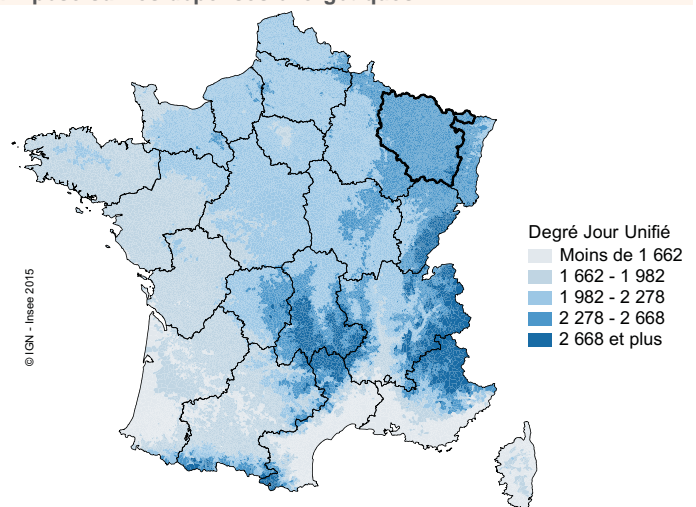 Degré Jour Unifié
Moins de 1 662
1 662 - 1 982
1 982 - 2 278
2 278 - 2 668
2 668 et plus
© IGN - Insee 2015